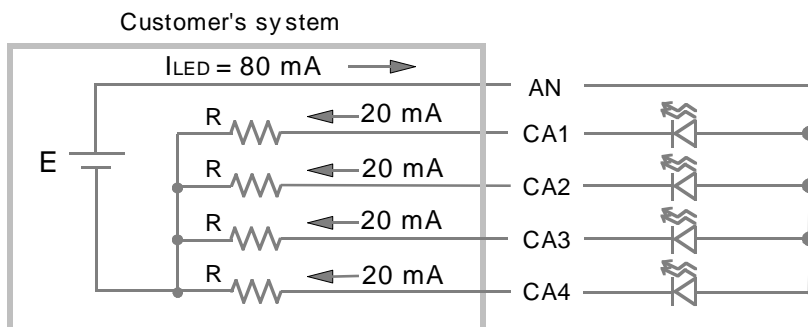 Customer's system
ILED = 80 mA
AN
R 20 mA CA1
E
R 20 mA CA2
R 20 mA CA3
R 20 mA CA4